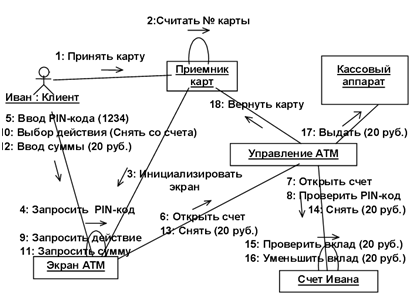 2:Считать № карты
1: Принять карту
Приемник
карт
Кассовый
аппарат
Иван : Клиент
18: Вернуть карту
5: Ввод PIN-кода (1234)
0: Выбор действия (Снять со счета)
2: Ввод суммы (20 руб.)
17: Выдать (20 руб.)
Управление АТМ
3: Инициализировать
экран
7: Открыть счет
8: Проверить PIN-код
14: Снять (20 руб.)
4: Запросить PIN-код
6: Открыть счет
13: Снять (20 руб.)
9: Запросить действие
11: Запросить сумму
Экран АТМ
15: Проверить вклад (20 руб.)
16: Уменьшить вклад (20 руб.)
Счет Ивана